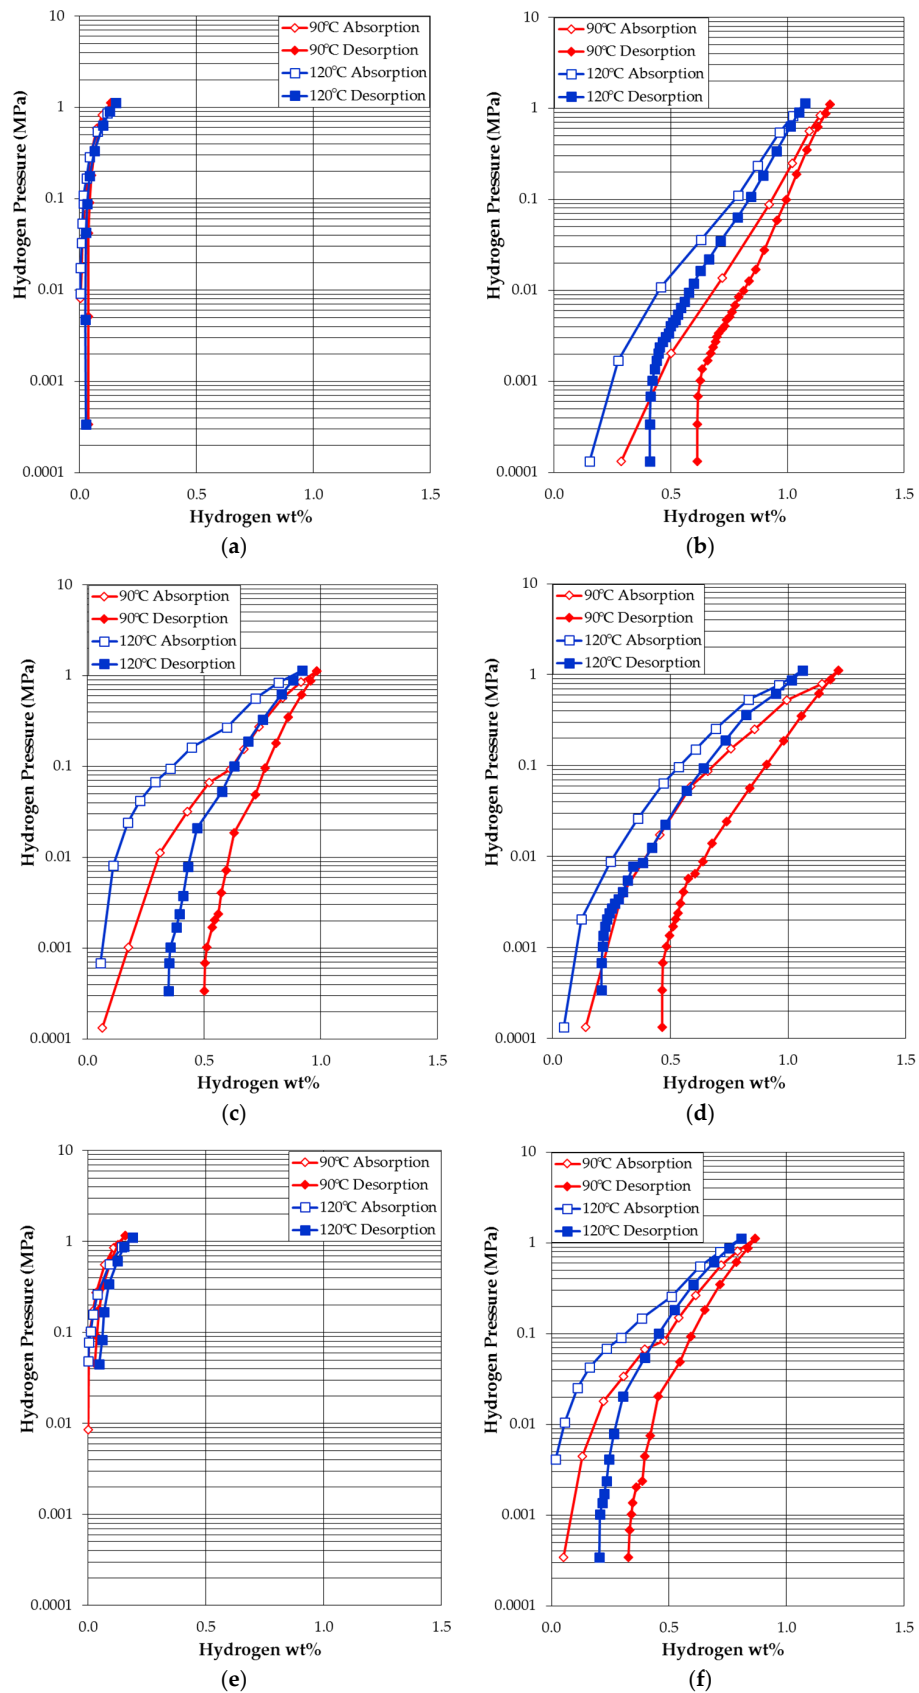 10
1
0.1
0.01
0.001
0.0001
Hydrogen Pressure (MPa)
90°C Absorption
90°C Desorption
120°C Absorption
120°C Desorption
0.0 0.5 1.0 1.5
Hydrogen wt%
(a)
10
1
0.1
0.01
0.001
0.0001
Hydrogen Pressure (MPa)
90°C Absorption
90°C Desorption
120°C Absorption
120°C Desorption
0.0 0.5 1.0 1.5
Hydrogen wt%
(b)
10
1
0.1
0.01
0.001
0.0001
Hydrogen Pressure (MPa)
90°C Absorption
90°C Desorption
120°C Absorption
120°C Desorption
0.0 0.5 1.0 1.5
Hydrogen wt%
(c)
10
1
0.1
0.01
0.001
0.0001
Hydrogen Pressure (MPa)
90°C Absorption
90°C Desorption
120°C Absorption
120°C Desorption
0.0 0.5 1.0 1.5
Hydrogen wt%
(d)
10
1
0.1
0.01
0.001
0.0001
Hydrogen Pressure (MPa)
90°C Absorption
90°C Desorption
120°C Absorption
120°C Desorption
0.0 0.5 1.0 1.5
Hydrogen wt%
(e)
10
1
0.1
0.01
0.001
0.0001
Hydrogen Pressure (MPa)
90°C Absorption
90°C Desorption
120°C Absorption
120°C Desorption
0.0 0.5 1.0 1.5
Hydrogen wt%
(f)